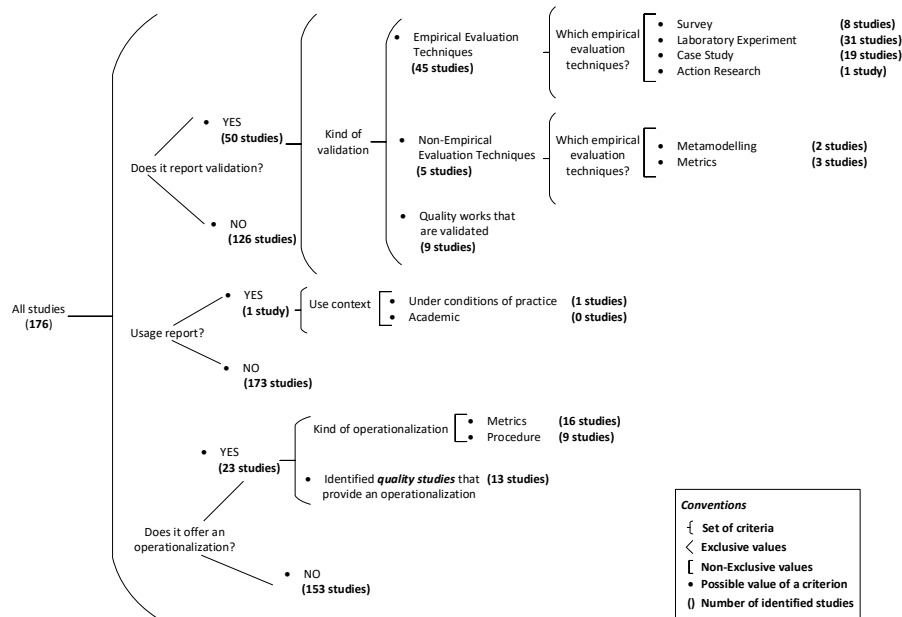 All studies
(176)
Does it report validation?
• YES
(50 studies)
• NO
(126 studies)
Kind of
validation
• Empirical Evaluation
Techniques
(45 studies)
Which empirical
evaluation
techniques?
• Survey (8 studies)
• Laboratory Experiment (31 studies)
• Case Study (19 studies)
• Action Research (1 study)
• Non-Empirical
Evaluation Techniques
(5 studies)
Which empirical
evaluation
techniques?
• Metamodelling (2 studies)
• Metrics (3 studies)
• Quality works that
are validated
(9 studies)
Usage report?
• YES
(1 study)
• NO
(173 studies)
Use context
• Under conditions of practice (1 studies)
• Academic (0 studies)
Does it offer an
operationalization?
• YES
(23 studies)
• NO
(153 studies)
Kind of operationalization
• Metrics (16 studies)
• Procedure (9 studies)
• Identified quality studies that (13 studies)
provide an operationalization
Conventions
{ Set of criteria
< Exclusive values
[ Non-Exclusive values
• Possible value of a criterion
() Number of identified studies